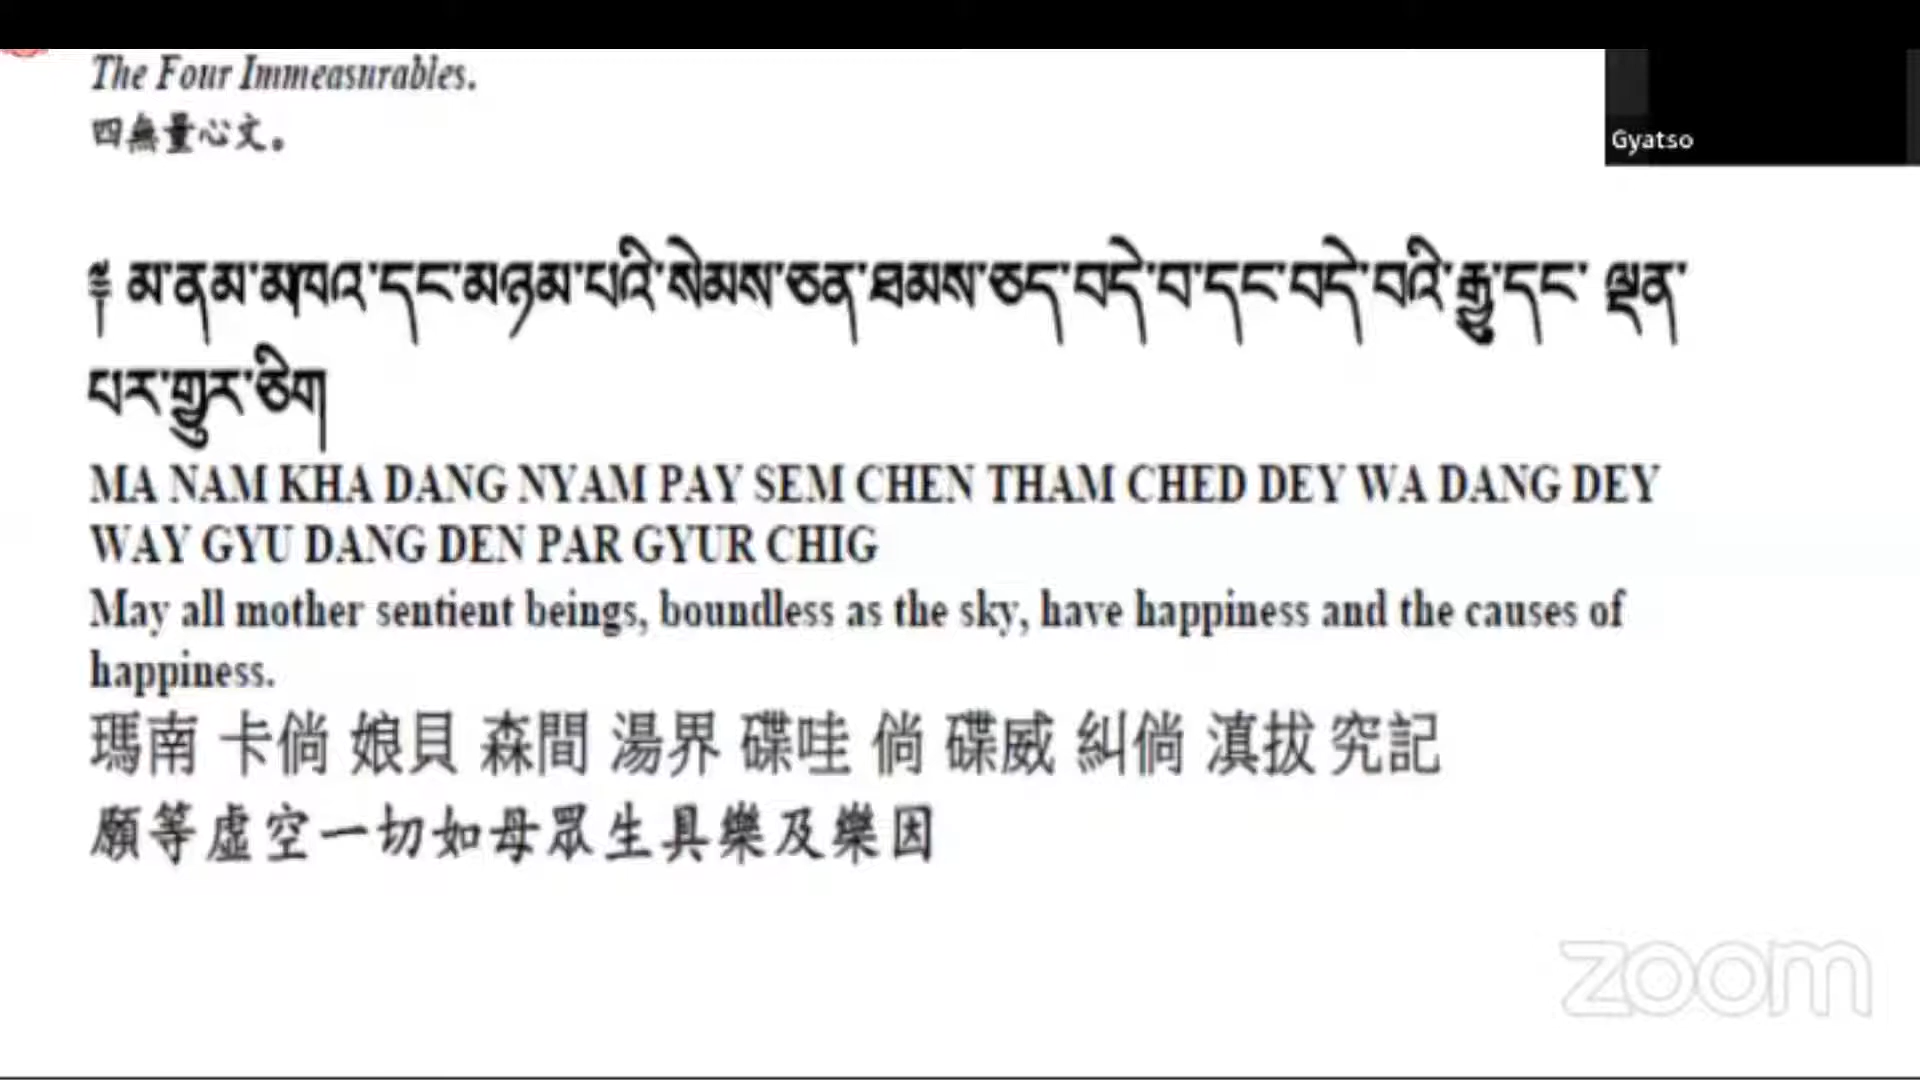 The Four Immeasurables.
四無量心文。
Gyatso
༈ མ་ནམ་མཁའ་དང་མཉམ་པའི་སེམས་ཅན་ཐམས་ཅད་བདེ་བ་དང་བདེ་བའི་རྒྱུ་དང་ ལྡན་
པར་གྱུར་ཅིག
MA NAM KHA DANG NYAM PAY SEM CHEN THAM CHED DEY WA DANG DEY
WAY GYU DANG DEN PAR GYUR CHIG
May all mother sentient beings, boundless as the sky, have happiness and the causes of
happiness.
瑪南 卡倘 娘貝 森間 湯界 碟哇 倘 碟威 糾倘 滇拔 究記
願等虛空一切如母眾生具樂及樂因
zoom